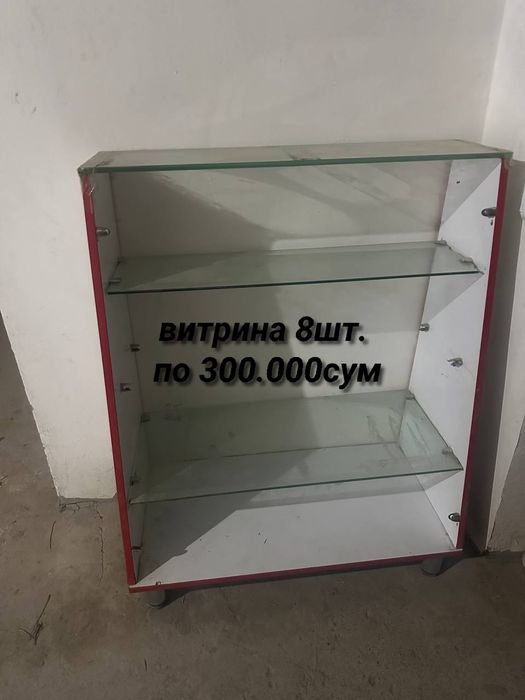 витрина 8шт.
по 300.000сум